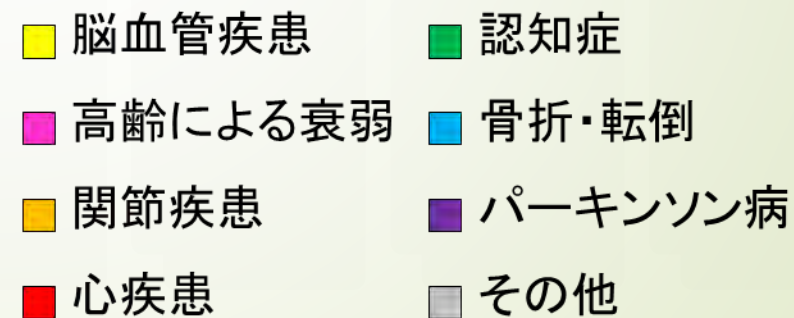 脳血管疾患
認知症
高齢による衰弱
骨折・転倒
関節疾患
パーキンソン病
心疾患
その他